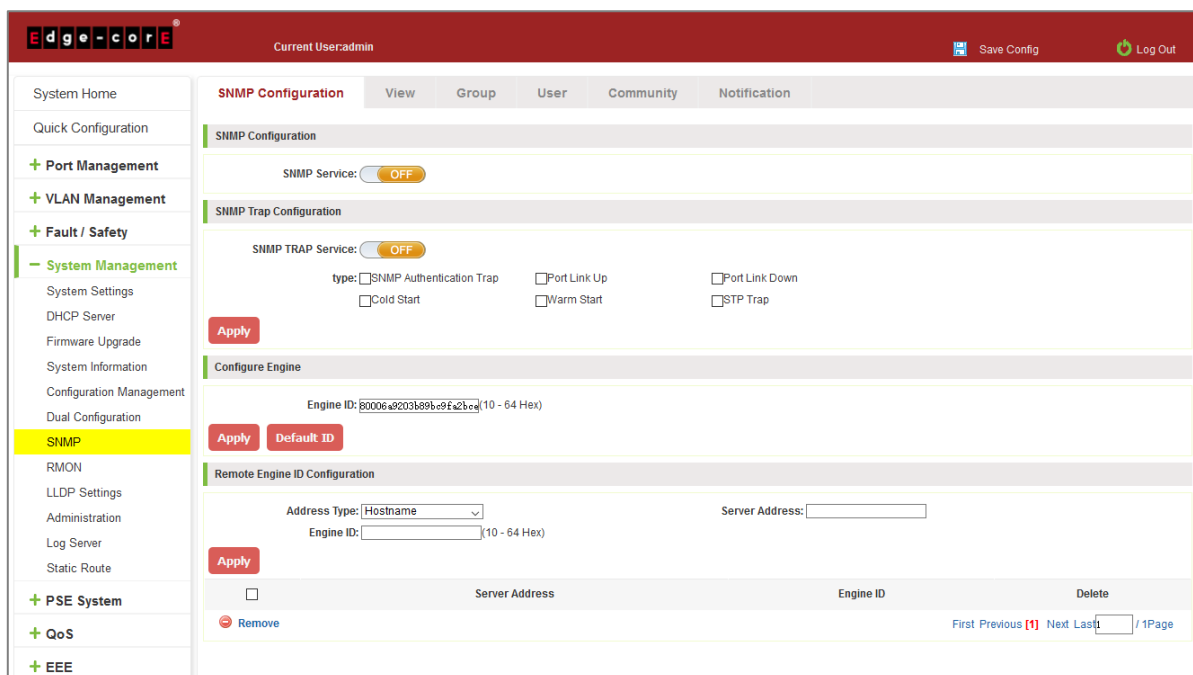 Edge-corE®
Current User:admin
Save Config
Log Out
System Home
Quick Configuration
+ Port Management
+ VLAN Management
+ Fault / Safety
− System Management
System Settings
DHCP Server
Firmware Upgrade
System Information
Configuration Management
Dual Configuration
SNMP
RMON
LLDP Settings
Administration
Log Server
Static Route
+ PSE System
+ QoS
+ EEE
SNMP Configuration View Group User Community Notification
SNMP Configuration
SNMP Service: OFF
SNMP Trap Configuration
SNMP TRAP Service: OFF
type: SNMP Authentication Trap Port Link Up Port Link Down
Cold Start Warm Start STP Trap
Apply
Configure Engine
Engine ID: 80006a9203b89bc9fa2bce (10 - 64 Hex)
Apply Default ID
Remote Engine ID Configuration
Address Type: Hostname Server Address:
Engine ID: (10 - 64 Hex)
Apply
Server Address Engine ID Delete
Remove First Previous [1] Next Last 1 / 1Page